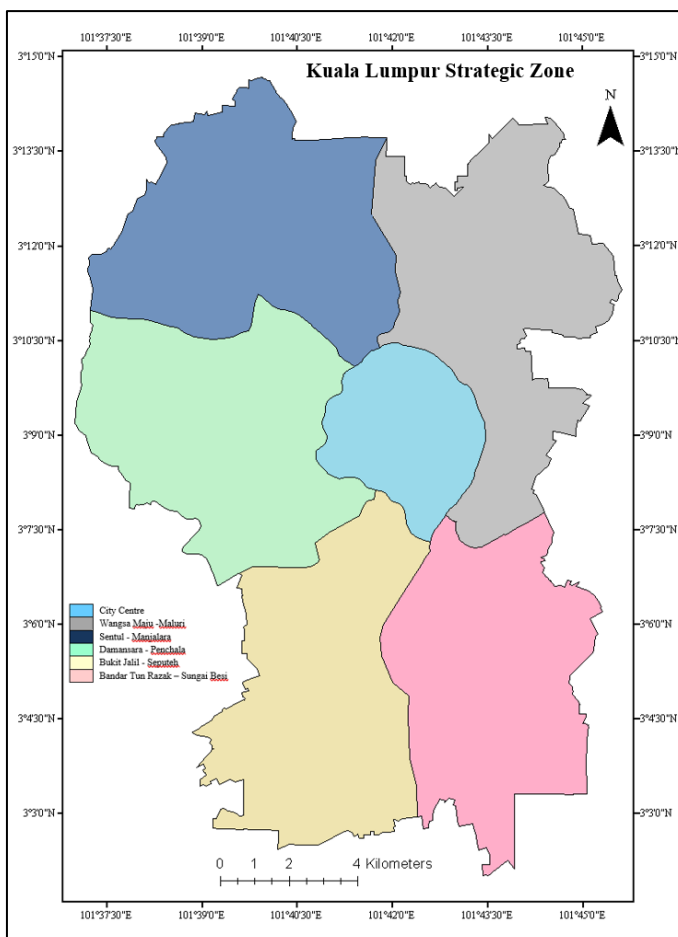 101°37'30"E 101°39'0"E 101°40'30"E 101°42'0"E 101°43'30"E 101°45'0"E
Kuala Lumpur Strategic Zone
N
3°15'0"N 3°15'0"N
3°13'30"N 3°13'30"N
3°12'0"N 3°12'0"N
3°10'30"N 3°10'30"N
3°9'0"N 3°9'0"N
3°7'30"N 3°7'30"N
3°6'0"N 3°6'0"N
City Centre
Wangsa Maju -Maluri
Sentul - Manjalara
Damansara - Penchala
Bukit Jalil - Seputeh
Bandar Tun Razak – Sungai Besi
3°4'30"N 3°4'30"N
3°3'0"N 3°3'0"N
0 1 2 4 Kilometers
101°37'30"E 101°39'0"E 101°40'30"E 101°42'0"E 101°43'30"E 101°45'0"E